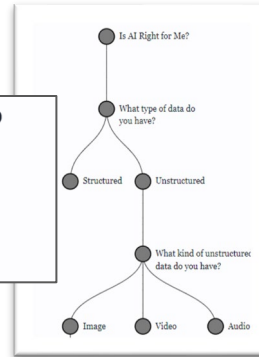 Is AI Right for Me?
What type of data do
you have?
Structured
Unstructured
What kind of unstructured
data do you have?
Image
Video
Audio